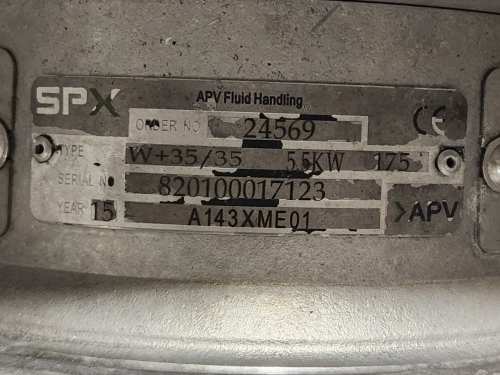 SPX
APV Fluid Handling
ORDER NO 24569
CE
TYPE W+35/35 5.5KW 175
SERIAL N 820100017123
YEAR 15 A143XME01
>APV